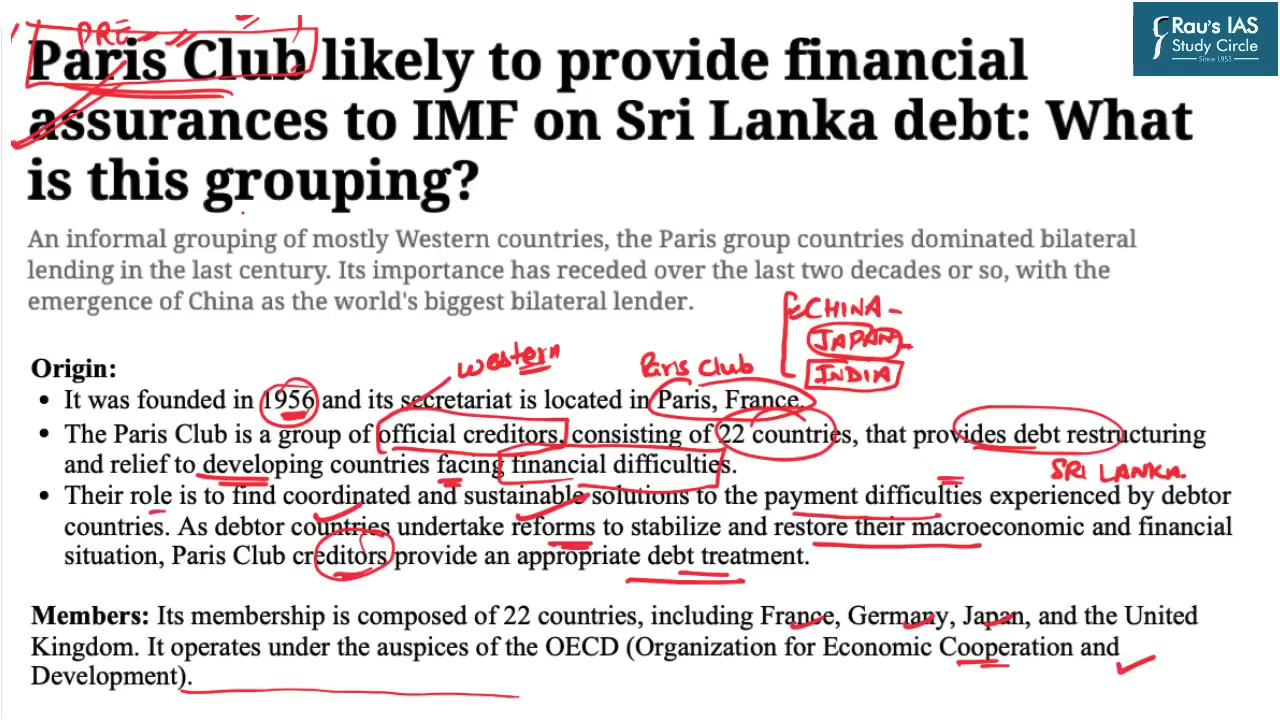 PRE
Rau's IAS
Study Circle
Since 1953
Paris Club likely to provide financial
assurances to IMF on Sri Lanka debt: What
is this grouping?
An informal grouping of mostly Western countries, the Paris group countries dominated bilateral
lending in the last century. Its importance has receded over the last two decades or so, with the
emergence of China as the world's biggest bilateral lender.
CHINA -
JAPAN
INDIA
Western
Paris Club
Origin:
• It was founded in 1956 and its secretariat is located in Paris, France.
• The Paris Club is a group of official creditors, consisting of 22 countries, that provides debt restructuring
and relief to developing countries facing financial difficulties.
SRI LANKA.
• Their role is to find coordinated and sustainable solutions to the payment difficulties experienced by debtor
countries. As debtor countries undertake reforms to stabilize and restore their macroeconomic and financial
situation, Paris Club creditors provide an appropriate debt treatment.
Members: Its membership is composed of 22 countries, including France, Germany, Japan, and the United
Kingdom. It operates under the auspices of the OECD (Organization for Economic Cooperation and
Development).